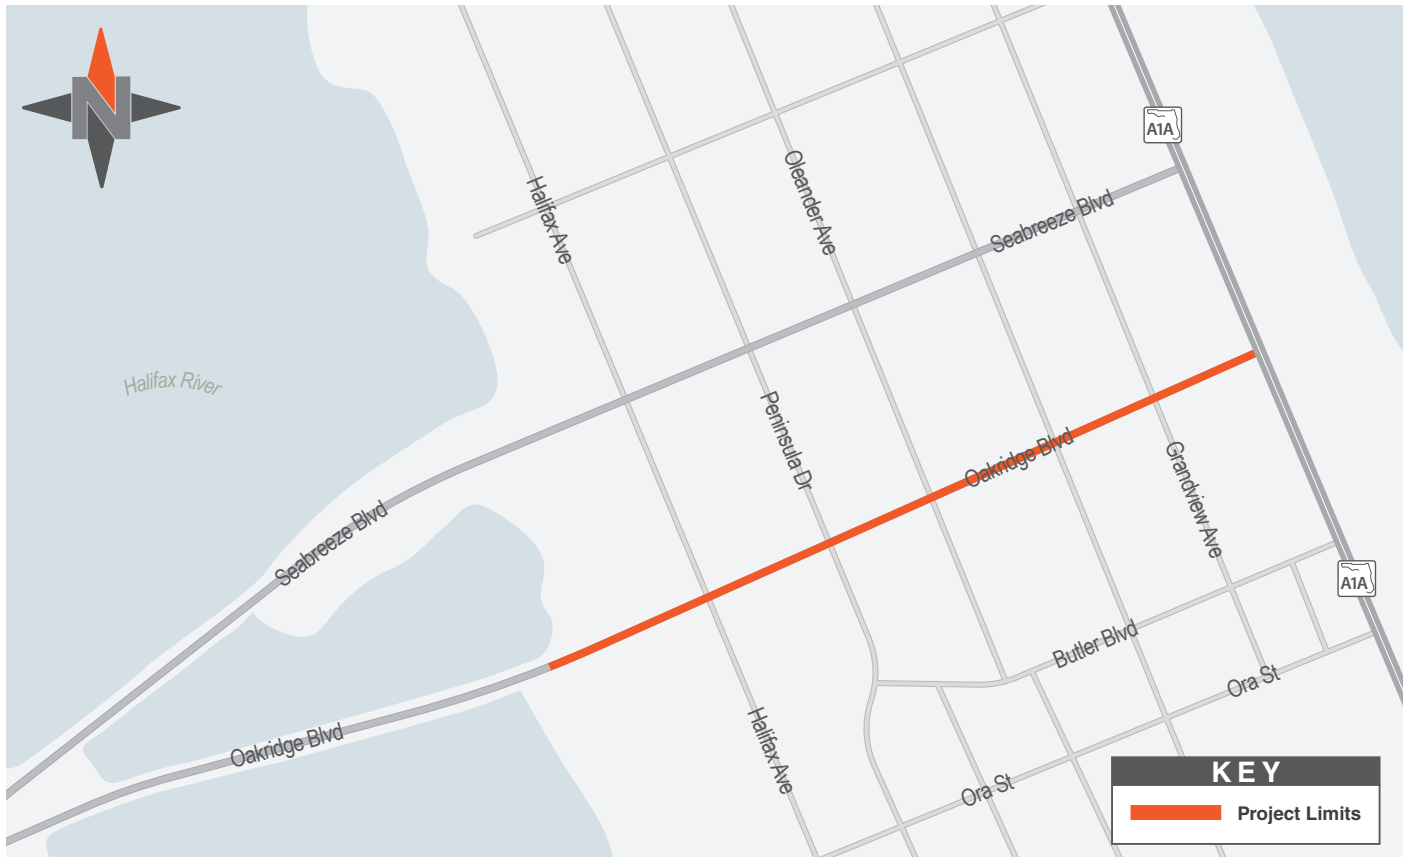 N
A1A
Halifax Ave
Oleander Ave
Seabreeze Blvd
Halifax River
Peninsula Dr
Oakridge Blvd
Grandview Ave
Seabreeze Blvd
A1A
Butler Blvd
Ora St
Oakridge Blvd
Halifax Ave
Ora St
KEY
Project Limits